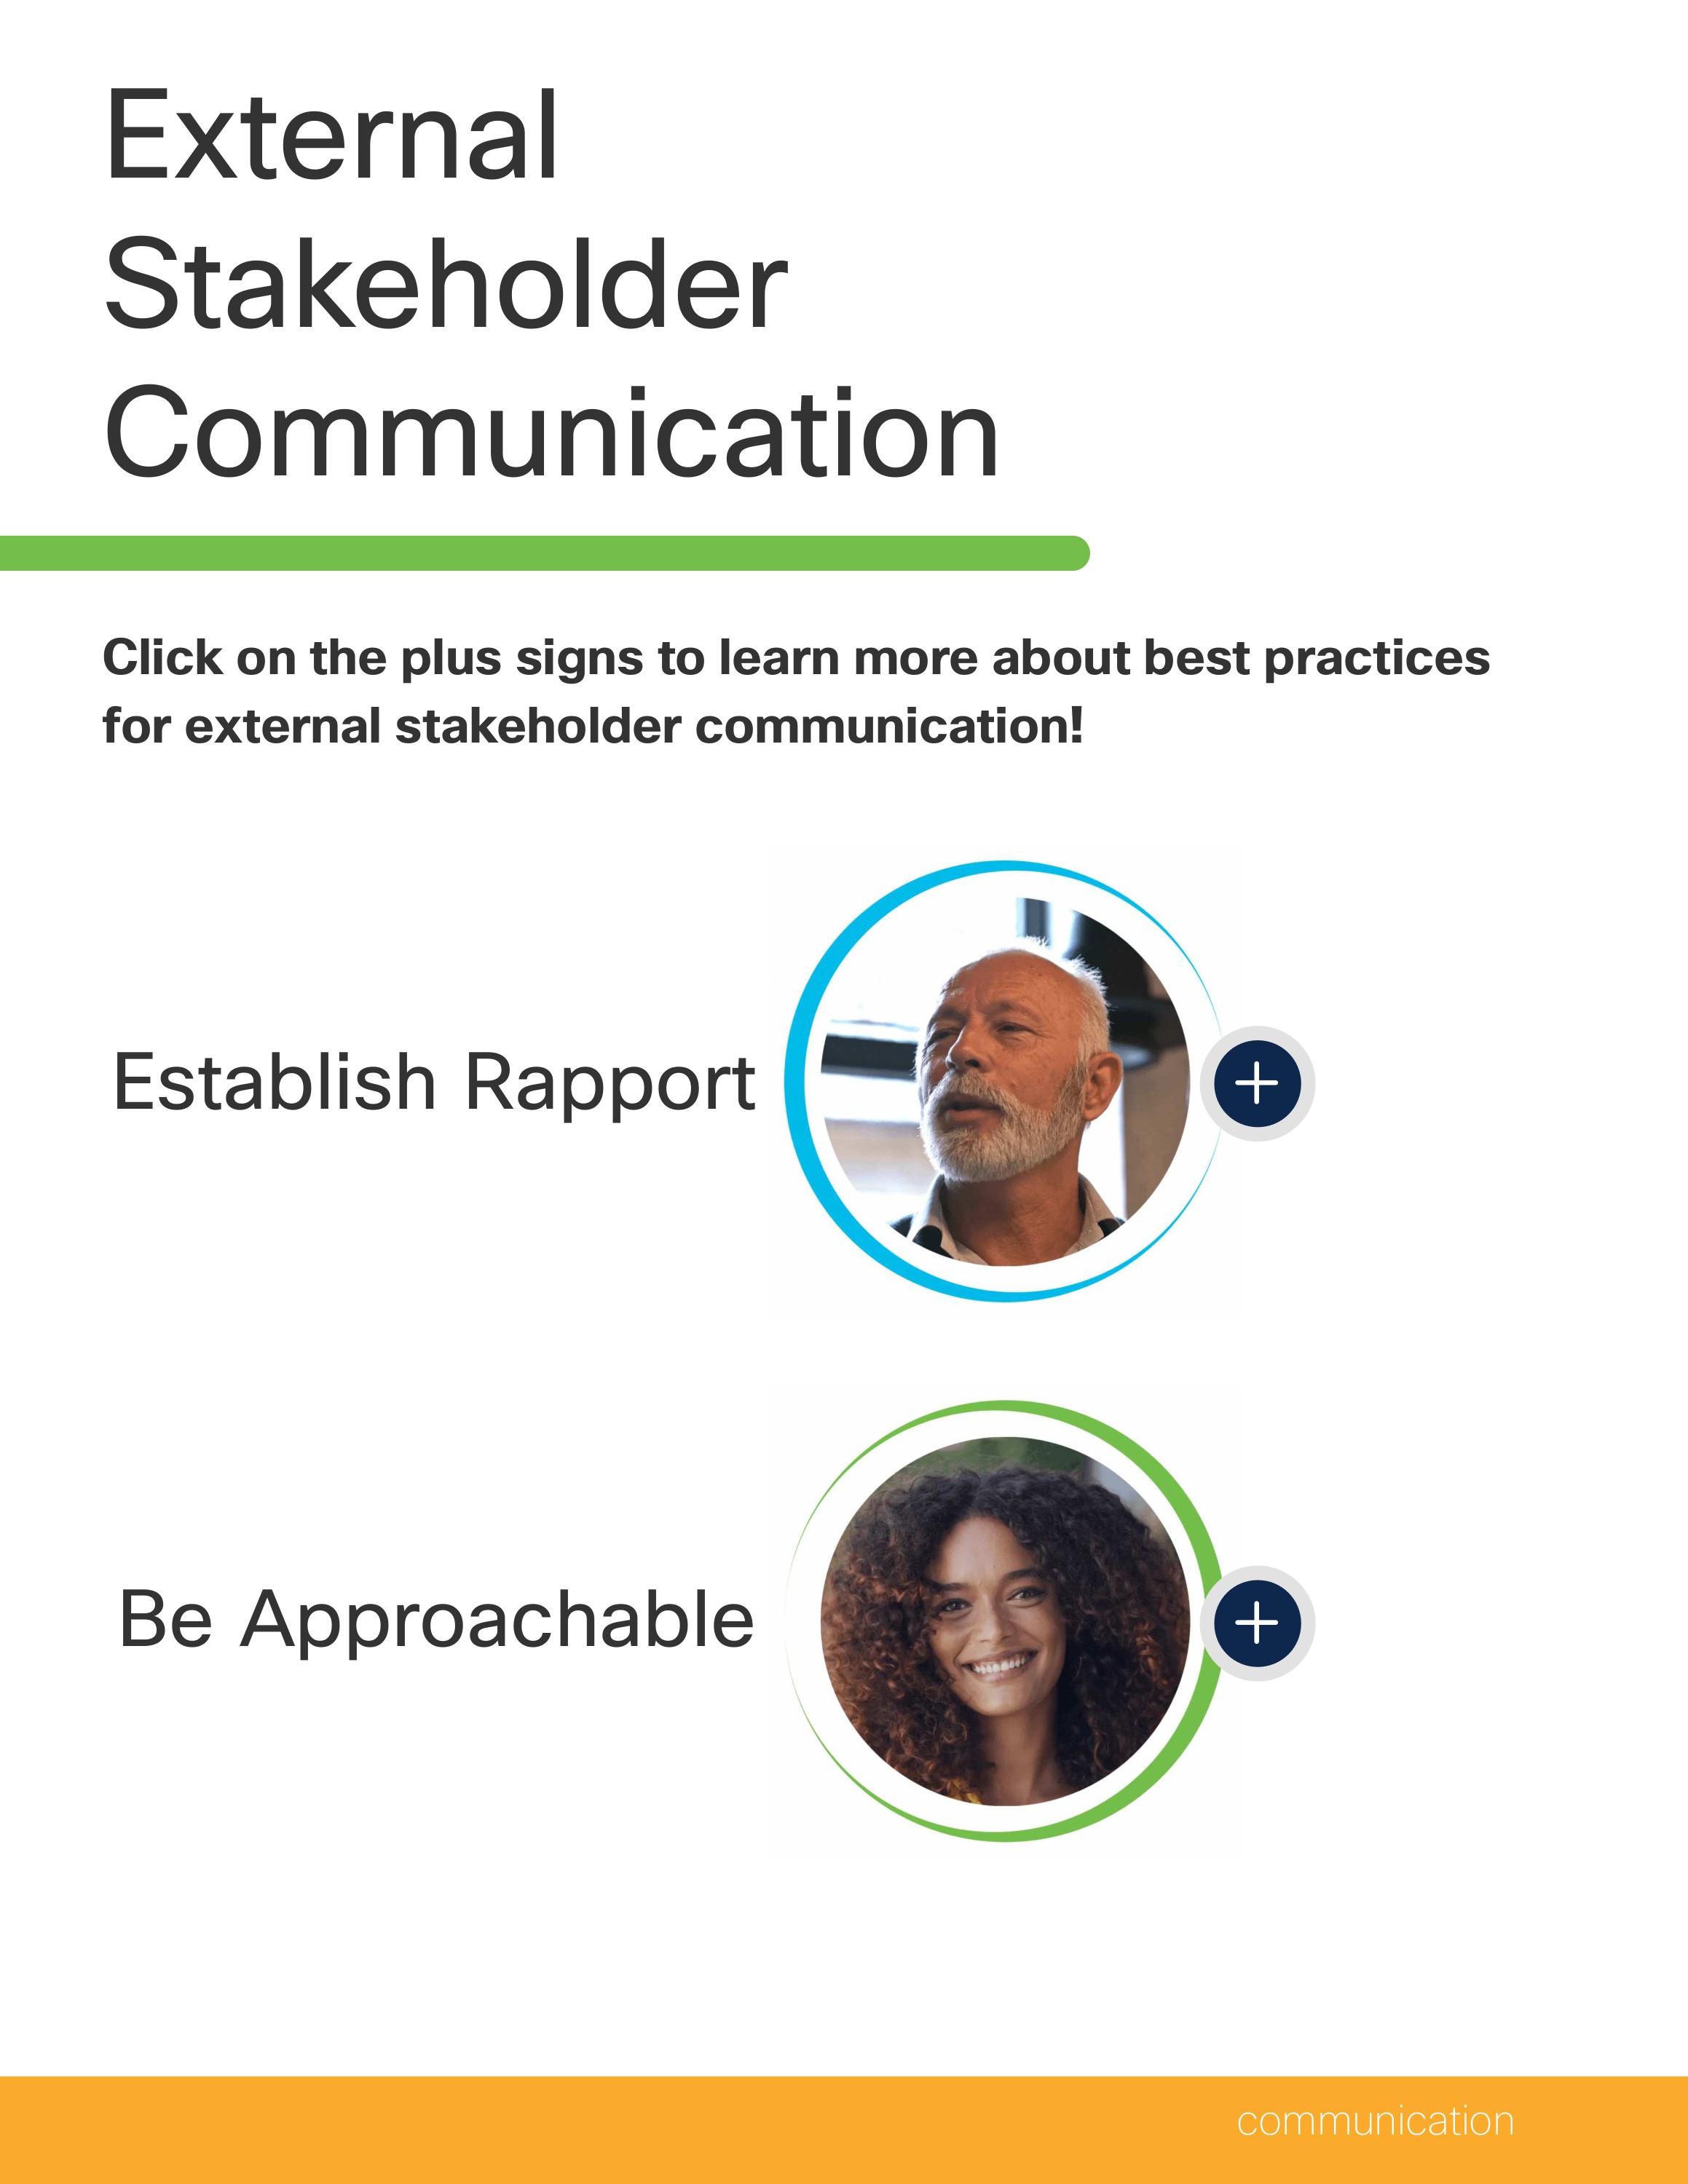 External
Stakeholder
Communication
Click on the plus signs to learn more about best practices
for external stakeholder communication!
Establish Rapport
Be Approachable
communication